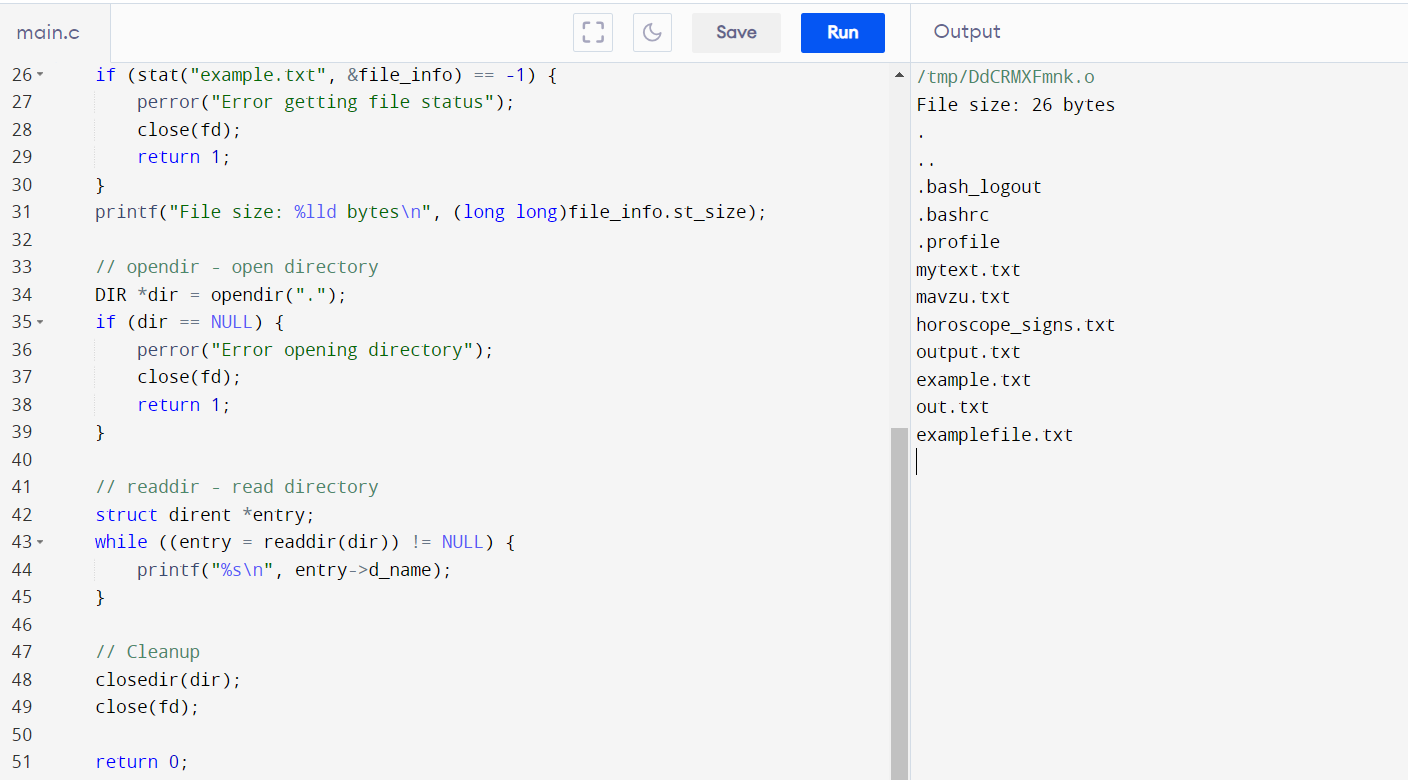 main.c
Save
Run
Output
26 if (stat("example.txt", &file_info) == -1) {
27 perror("Error getting file status");
28 close(fd);
29 return 1;
30 }
31 printf("File size: %lld bytes\n", (long long)file_info.st_size);
32
33 // opendir - open directory
34 DIR *dir = opendir(".");
35 if (dir == NULL) {
36 perror("Error opening directory");
37 close(fd);
38 return 1;
39 }
40
41 // readdir - read directory
42 struct dirent *entry;
43 while ((entry = readdir(dir)) != NULL) {
44 printf("%s\n", entry->d_name);
45 }
46
47 // Cleanup
48 closedir(dir);
49 close(fd);
50
51 return 0;
/tmp/DdCRMXFmnk.o
File size: 26 bytes
.
..
.bash_logout
.bashrc
.profile
mytext.txt
mavzu.txt
horoscope_signs.txt
output.txt
example.txt
out.txt
examplefile.txt